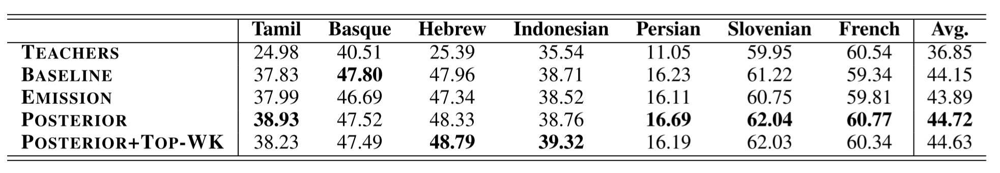 Tamil Basque Hebrew Indonesian Persian Slovenian French Avg.
TEACHERS 24.98 40.51 25.39 35.54 11.05 59.95 60.54 36.85
BASELINE 37.83 47.80 47.96 38.71 16.23 61.22 59.34 44.15
EMISSION 37.99 46.69 47.34 38.52 16.11 60.75 59.81 43.89
POSTERIOR 38.93 47.52 48.33 38.76 16.69 62.04 60.77 44.72
POSTERIOR+TOP-WK 38.23 47.49 48.79 39.32 16.19 62.03 60.34 44.63